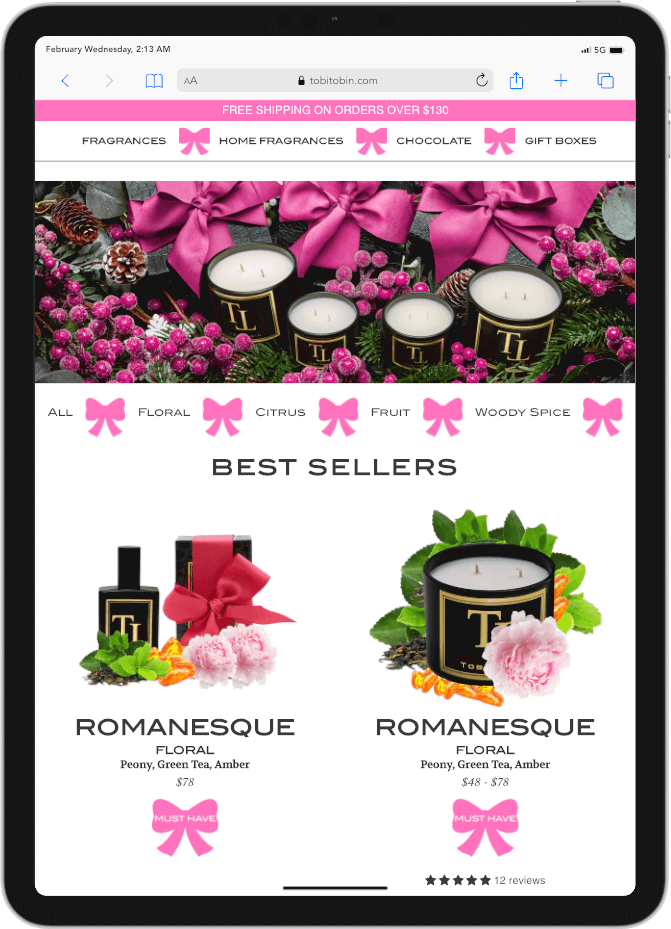 February Wednesday, 2:13 AM
5G
AA
tobitobin.com
FREE SHIPPING ON ORDERS OVER $130
FRAGRANCES HOME FRAGRANCES CHOCOLATE GIFT BOXES
TL TL TL TL
All Floral Citrus Fruit Woody Spice
BEST SELLERS
TL
TL
TOB
ROMANESQUE
FLORAL
Peony, Green Tea, Amber
$78
MUST HAVE
ROMANESQUE
FLORAL
Peony, Green Tea, Amber
$48 - $78
MUST HAVE
12 reviews